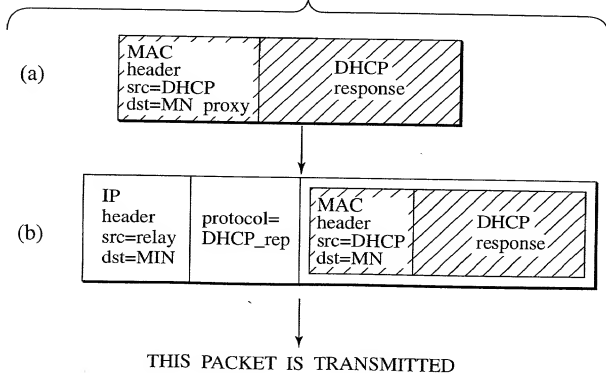 (a)
MAC
header
src=DHCP
dst=MN proxy
DHCP
response
(b)
IP
header
src=relay
dst=MIN
protocol=
DHCP_rep
MAC
header
src=DHCP
dst=MN
DHCP
response
THIS PACKET IS TRANSMITTED